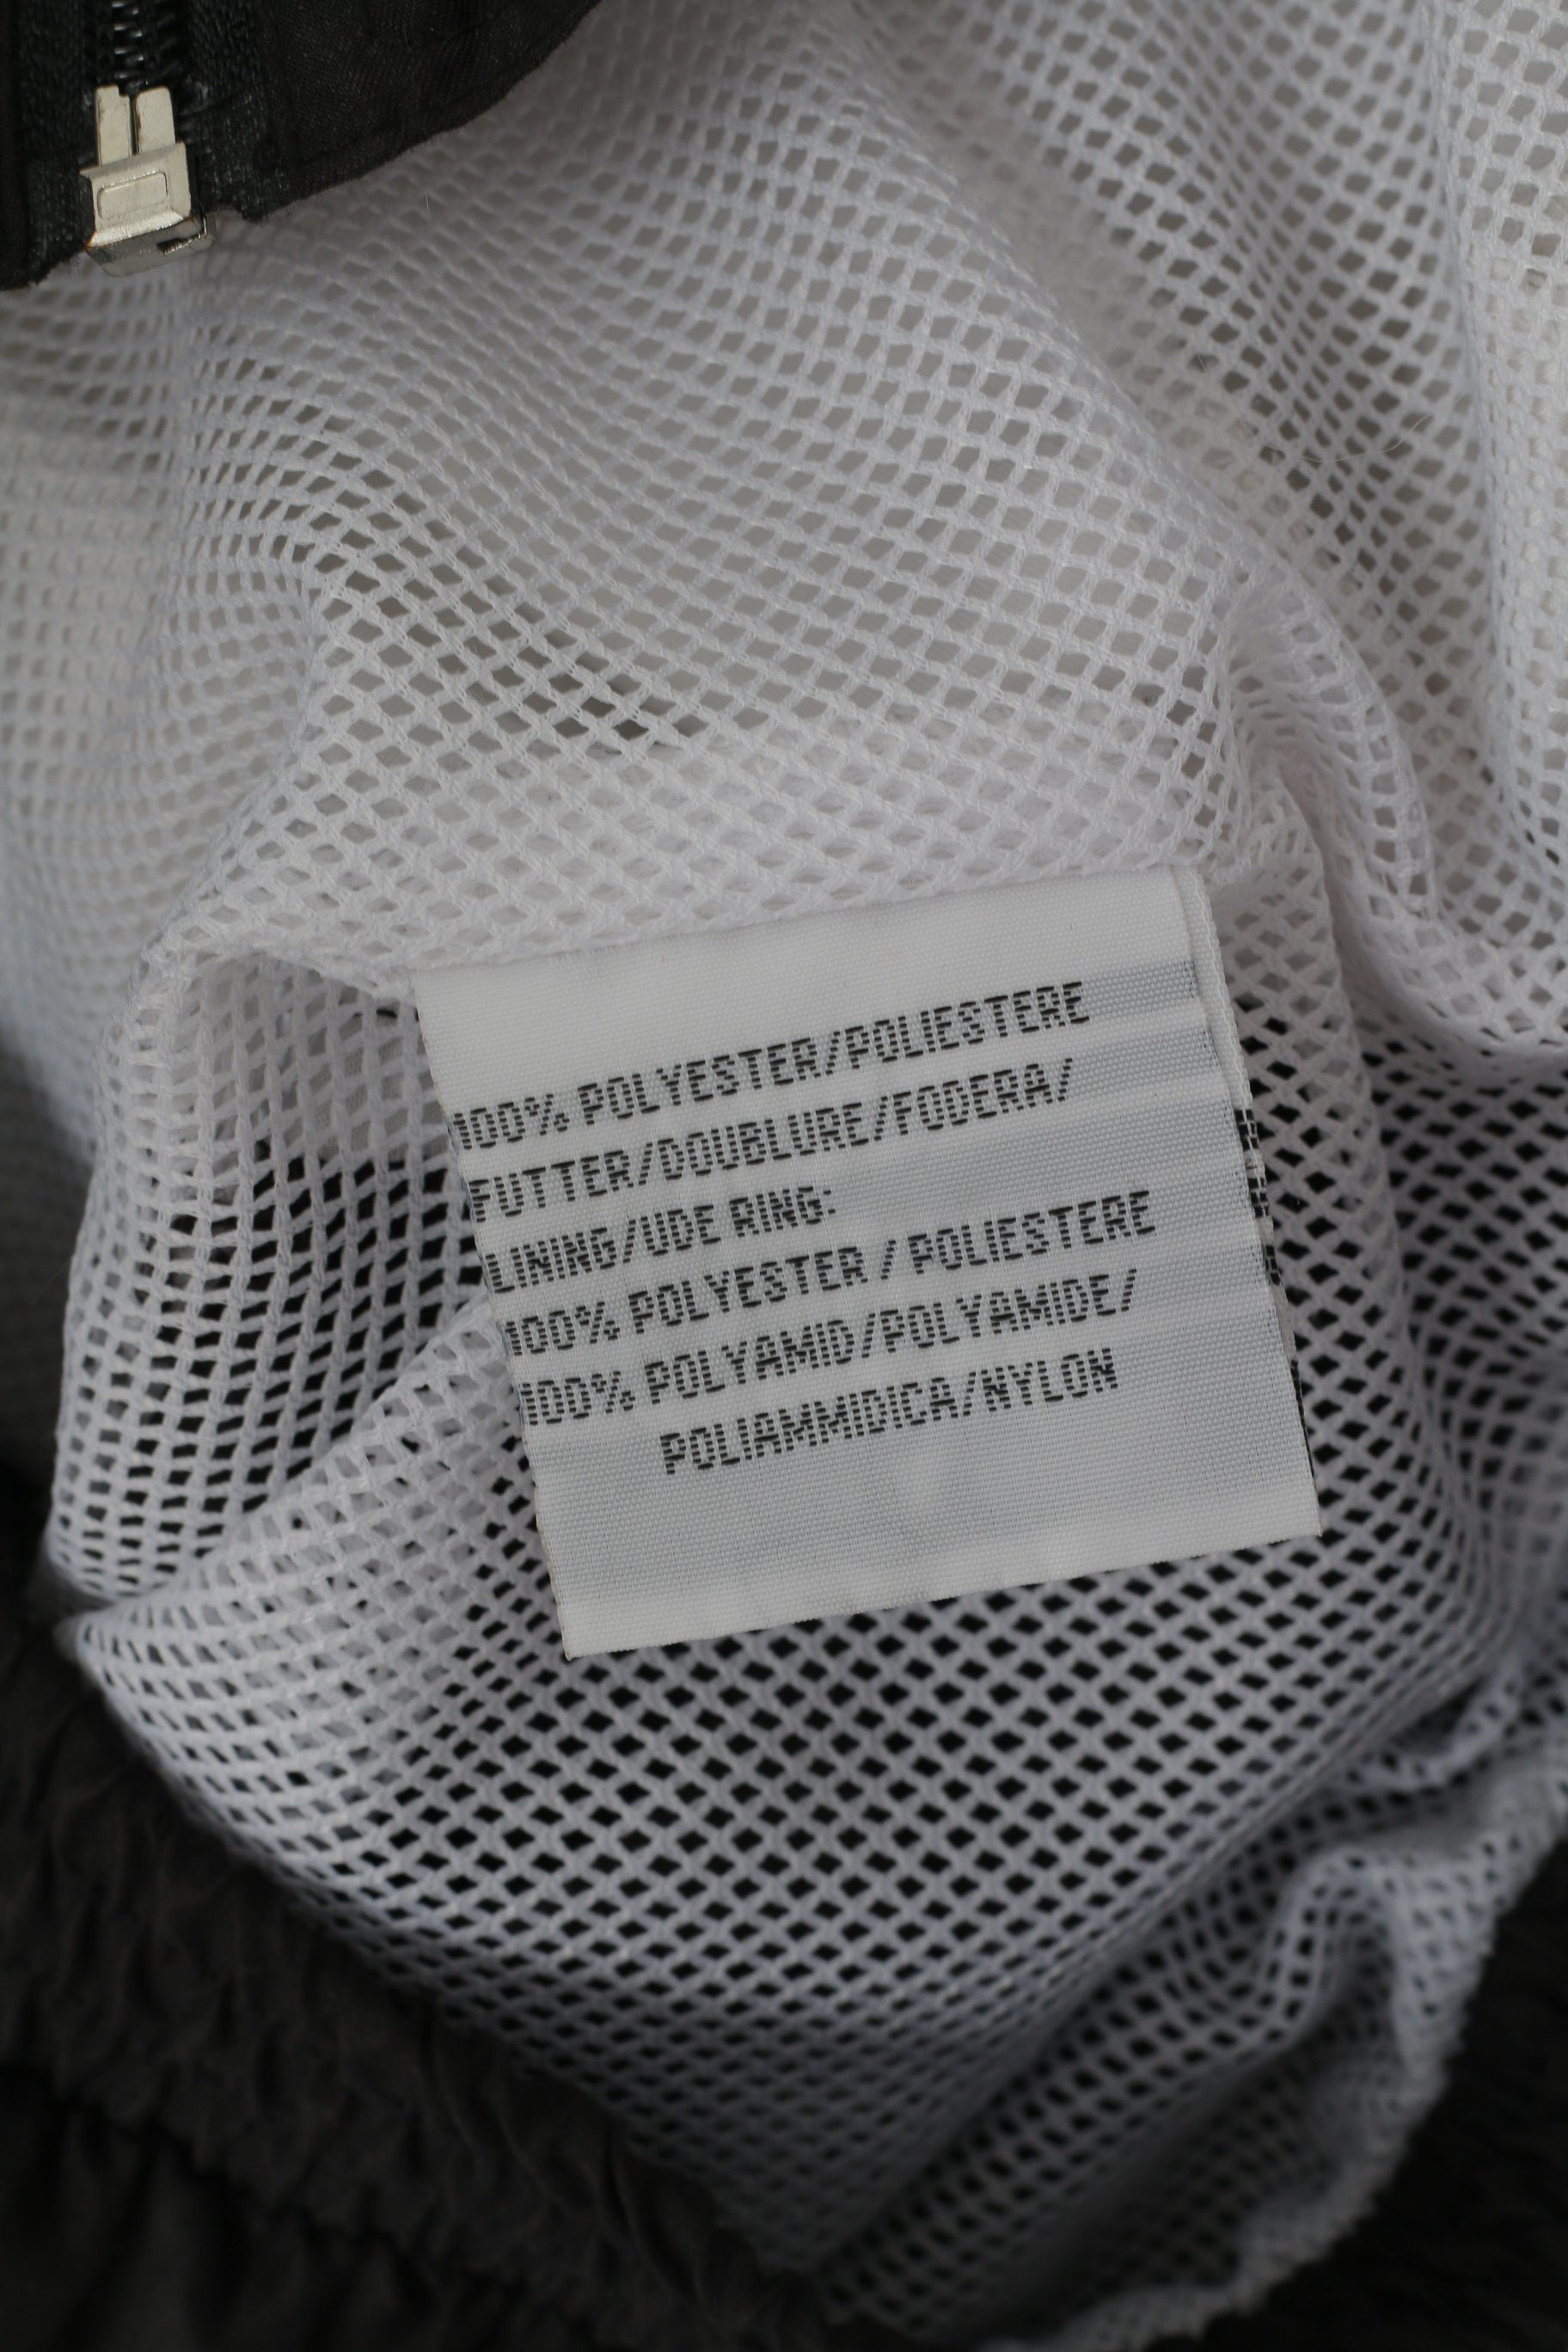 100% POLYESTER/POLIESTERE
FUTTER/DOUBLURE/FODERA/
LINING/UDE RING:
100% POLYESTER / POLIESTERE
100% POLYAMID/POLYAMIDE/
POLIAMMIDICA/NYLON